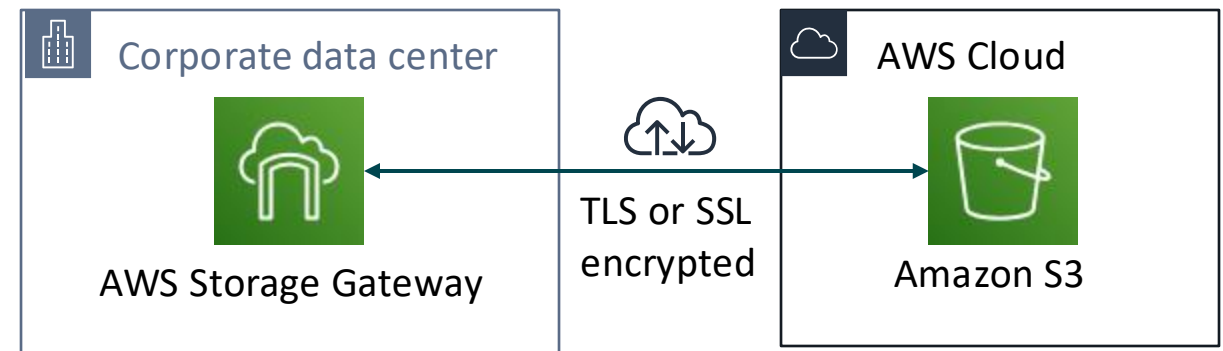 Corporate data center
AWS Cloud
TLS or SSL
encrypted
AWS Storage Gateway
Amazon S3